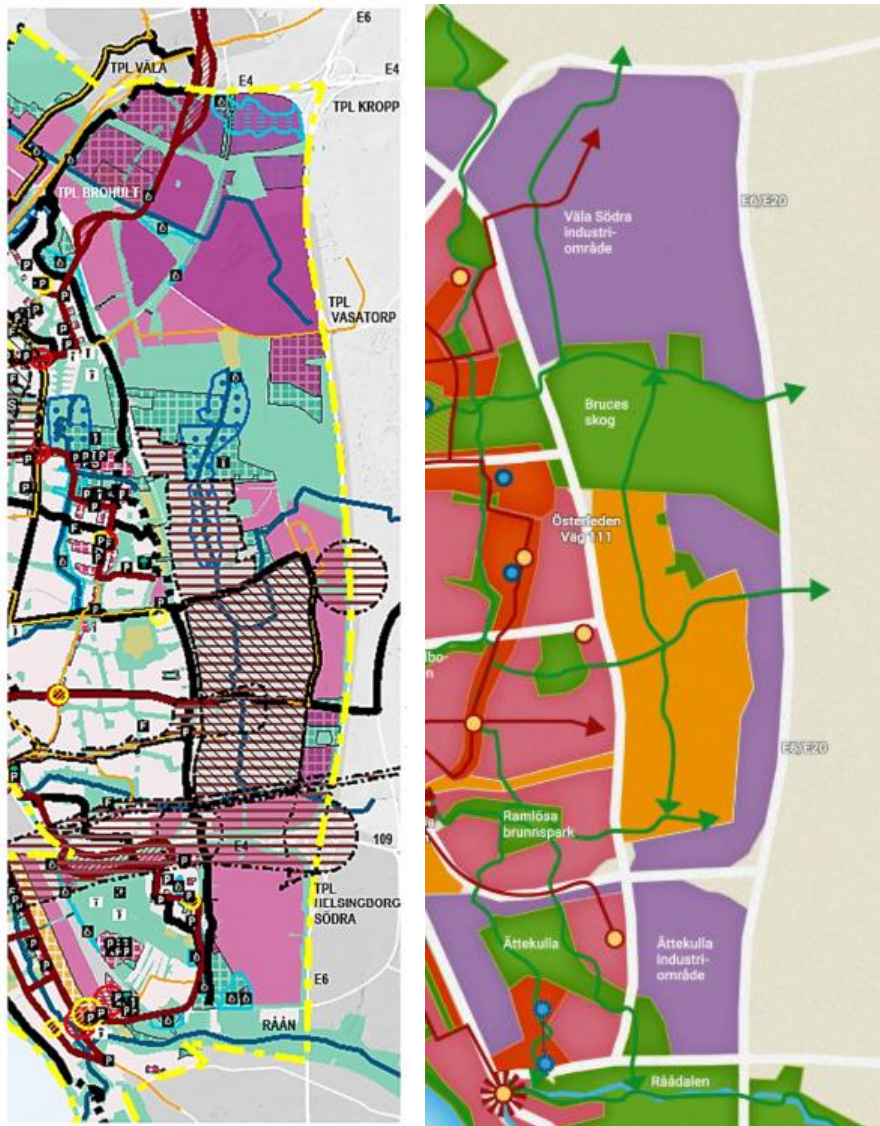 E6
TPL VÄLA
E4
E4
TPL KROPP
TPL BROHULT
TPL
VASATORP
109
E4
TPL
HELSINGBORG
SÖDRA
E6
RÅÅN
E6/E20
Väla Södra
industri-
område
Bruces
skog
Österleden
Väg 111
E6/E20
Ramlösa
brunnspark
Ättekulla
Ättekulla
industri-
område
Råådalen